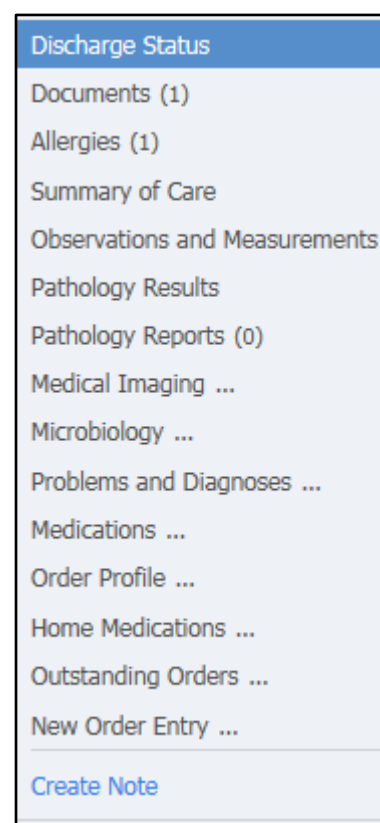 Discharge Status
Documents (1)
Allergies (1)
Summary of Care
Observations and Measurements
Pathology Results
Pathology Reports (0)
Medical Imaging ...
Microbiology ...
Problems and Diagnoses ...
Medications ...
Order Profile ...
Home Medications ...
Outstanding Orders ...
New Order Entry ...
Create Note